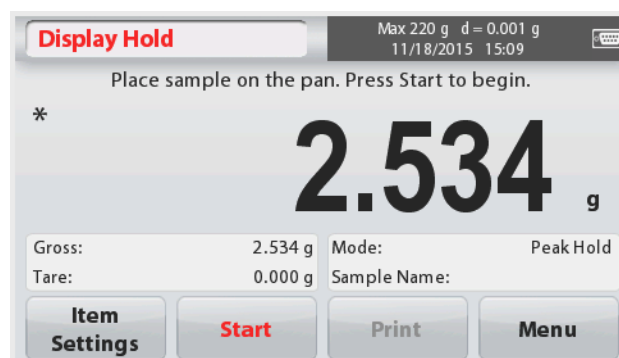 Display Hold
Max 220 g d = 0.001 g
11/18/2015 15:09
Place sample on the pan. Press Start to begin.
*
2.534 g
Gross: 2.534 g
Tare: 0.000 g
Mode: Peak Hold
Sample Name:
Item
Settings
Start
Print
Menu